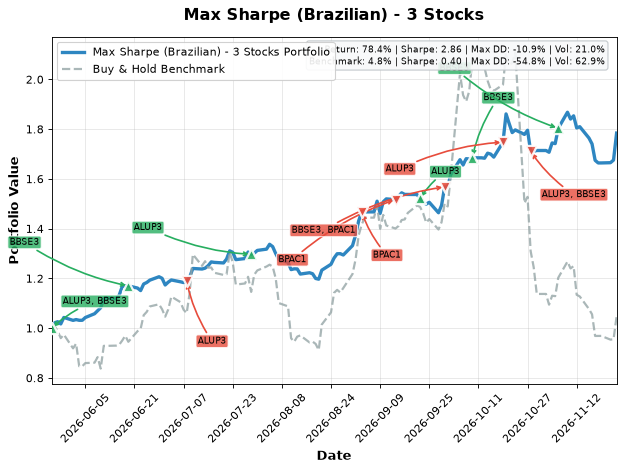 Max Sharpe (Brazilian) - 3 Stocks
Max Sharpe (Brazilian) - 3 Stocks Portfolio
Buy & Hold Benchmark
turn: 78.4% | Sharpe: 2.86 | Max DD: -10.9% | Vol: 21.0%
Benchmark: 4.8% | Sharpe: 0.40 | Max DD: -54.8% | Vol: 62.9%
Portfolio Value
2.0
1.8
1.6
1.4
1.2
1.0
0.8
BBSE3
ALUP3
ALUP3
BBSE3
ALUP3
ALUP3, BBSE3
BBSE3, BPAC1
BPAC1
BPAC1
ALUP3
ALUP3, BBSE3
ALUP3
2026-06-05
2026-06-21
2026-07-07
2026-07-23
2026-08-08
2026-08-24
2026-09-09
2026-09-25
2026-10-11
2026-10-27
2026-11-12
Date